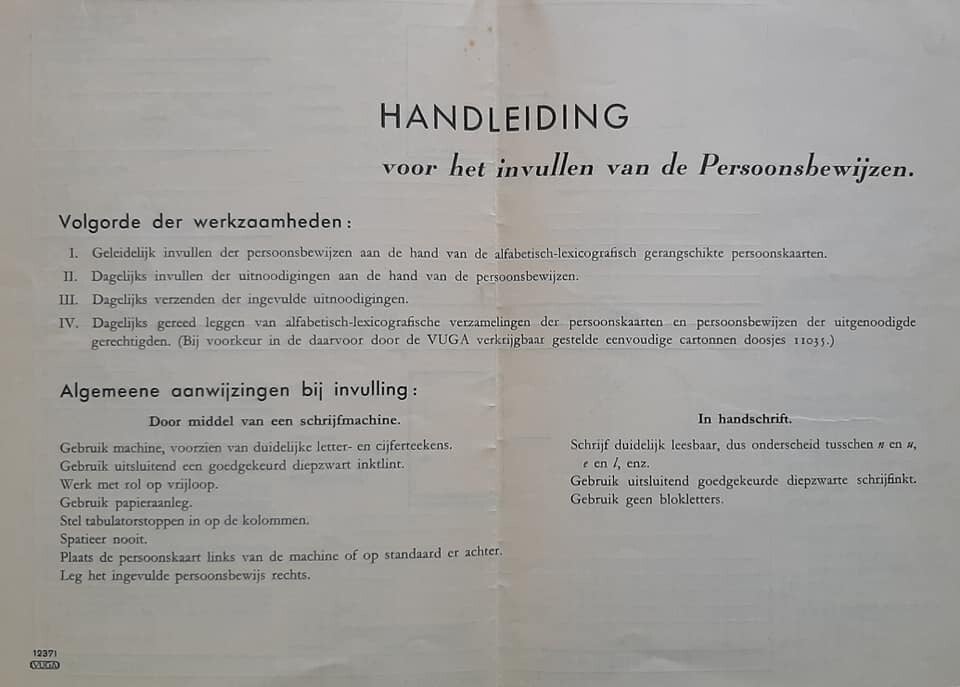 HANDLEIDING
voor het invullen van de Persoonsbewijzen.
Volgorde der werkzaamheden:
I. Geleidelijk invullen der persoonsbewijzen aan de hand van de alfabetisch-lexicografisch gerangschikte persoonskaarten.
II. Dagelijks invullen der uitnoodigingen aan de hand van de persoonsbewijzen.
III. Dagelijks verzenden der ingevulde uitnoodigingen.
IV. Dagelijks gereed leggen van alfabetisch-lexicografische verzamelingen der persoonskaarten en persoonsbewijzen der uitgenoodigde
gerechtigden. (Bij voorkeur in de daarvoor door de VUGA verkrijgbaar gestelde eenvoudige cartonnen doosjes 11035.)
Algemeene aanwijzingen bij invulling:
Door middel van een schrijfmachine.
Gebruik machine, voorzien van duidelijke letter- en cijferteekens.
Gebruik uitsluitend een goedgekeurd diepzwart inktlint.
Werk met rol op vrijloop.
Gebruik papieraanleg.
Stel tabulatorstoppen in op de kolommen.
Spatieer nooit.
Plaats de persoonskaart links van de machine of op standaard er achter.
Leg het ingevulde persoonsbewijs rechts.
In handschrift.
Schrijf duidelijk leesbaar, dus onderscheid tusschen n en u,
e en l, enz.
Gebruik uitsluitend goedgekeurde diepzwarte schrijfinkt.
Gebruik geen blokletters.
12371
VUGA